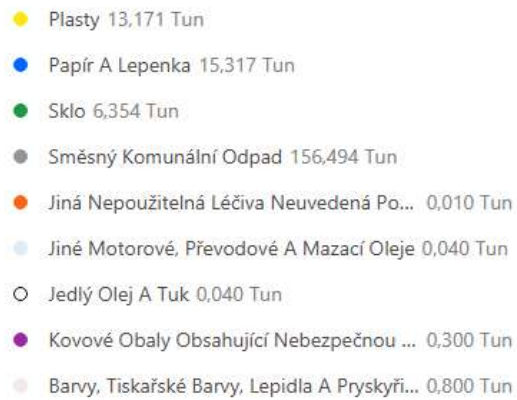 Plasty 13,171 Tun
Papír A Lepenka 15,317 Tun
Sklo 6,354 Tun
Směsný Komunální Odpad 156,494 Tun
Jiná Nepoužitelná Léčiva Neuvedená Po... 0,010 Tun
Jiné Motorové, Převodové A Mazací Oleje 0,040 Tun
Jedlý Olej A Tuk 0,040 Tun
Kovové Obaly Obsahující Nebezpečnou ... 0,300 Tun
Barvy, Tiskařské Barvy, Lepidla A Pryskyři... 0,800 Tun